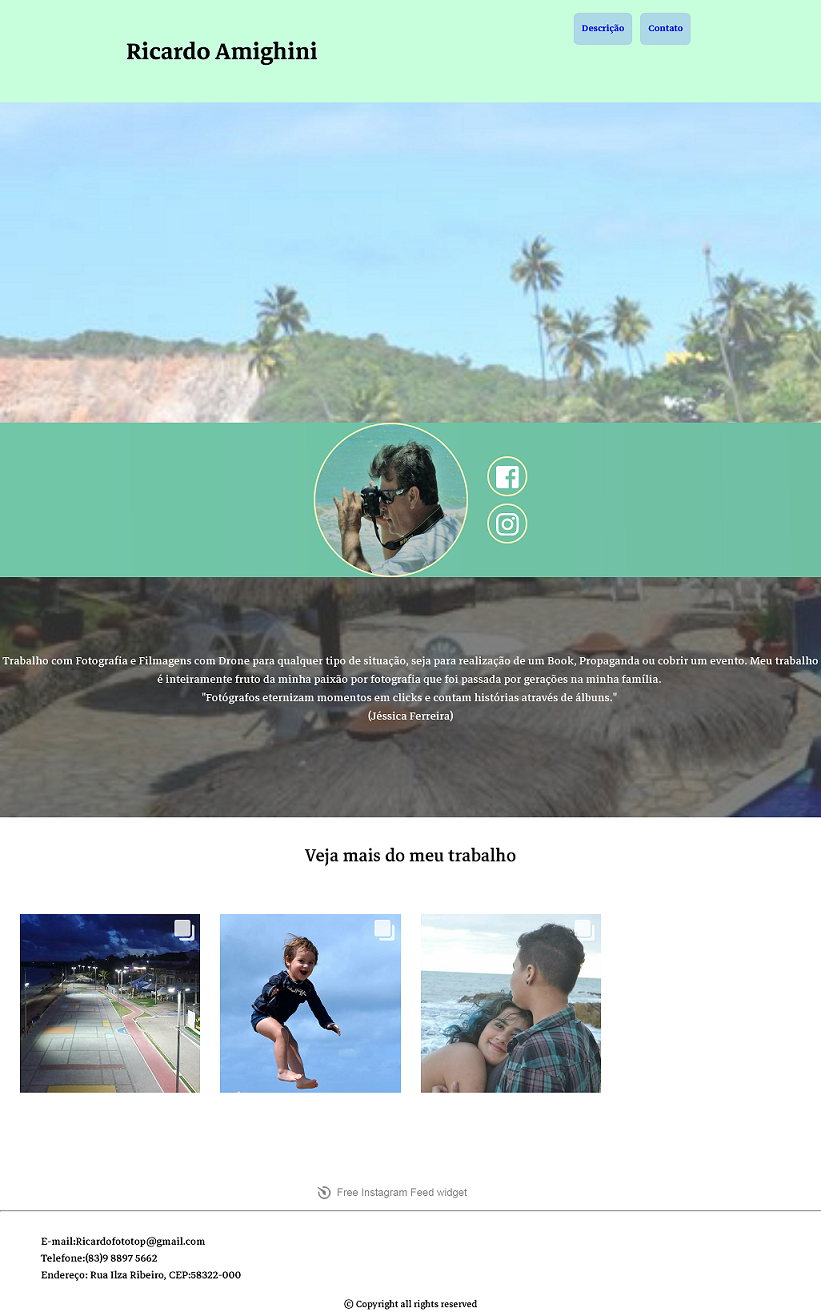 Ricardo Amighini
Descrição
Contato
Trabalho com Fotografia e Filmagens com Drone para qualquer tipo de situação, seja para realização de um Book, Propaganda ou cobrir um evento. Meu trabalho
é inteiramente fruto da minha paixão por fotografia que foi passada por gerações na minha família.
"Fotógrafos eternizam momentos em clicks e contam histórias através de álbuns."
(Jéssica Ferreira)
Veja mais do meu trabalho
Free Instagram Feed widget
E-mail:Ricardofototop@gmail.com
Telefone:(83)9 8897 5662
Endereço: Rua Ilza Ribeiro, CEP:58322-000
© Copyright all rights reserved